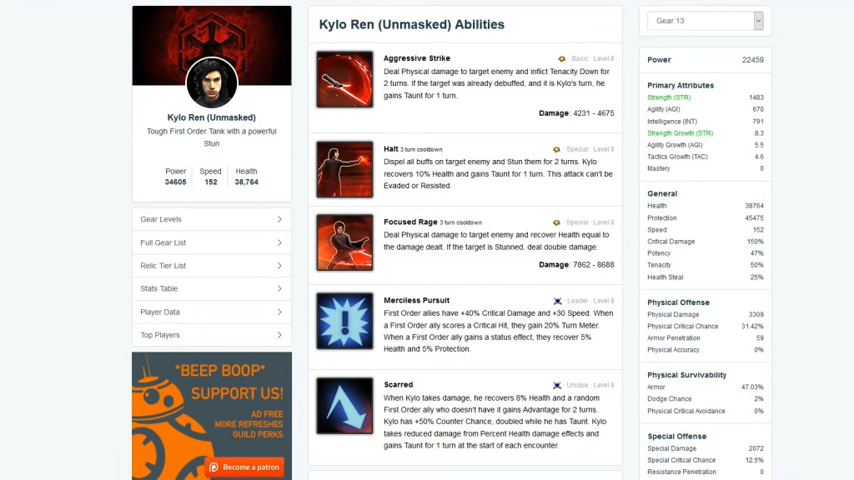 Kylo Ren (Unmasked)
Tough First Order Tank with a powerful
Stun
Power Speed Health
34605 152 38,764
Gear Levels
Full Gear List
Relic Tier List
Stats Table
Player Data
Top Players
"BEEP BOOP"
SUPPORT US!
AD FREE
MORE REFRESHES
GUILD PERKS
Become a patron
Kylo Ren (Unmasked) Abilities
Aggressive Strike Basic · Level 8
Deal Physical damage to target enemy and inflict Tenacity Down for
2 turns. If the target was already debuffed, and it is Kylo's turn, he
gains Taunt for 1 turn.
Damage: 4231 - 4675
Halt 3 turn cooldown Special · Level 8
Dispel all buffs on target enemy and Stun them for 2 turns. Kylo
recovers 10% Health and gains Taunt for 1 turn. This attack can't be
Evaded or Resisted.
Focused Rage 3 turn cooldown Special · Level 8
Deal Physical damage to target enemy and recover Health equal to
the damage dealt. If the target is Stunned, deal double damage.
Damage: 7862 - 8688
Merciless Pursuit Leader · Level 8
First Order allies have +40% Critical Damage and +30 Speed. When
a First Order ally scores a Critical Hit, they gain 20% Turn Meter.
When a First Order ally gains a status effect, they recover 5%
Health and 5% Protection.
Scarred Unique · Level 8
When Kylo takes damage, he recovers 8% Health and a random
First Order ally who doesn't have it gains Advantage for 2 turns.
Kylo has +50% Counter Chance, doubled while he has Taunt. Kylo
takes reduced damage from Percent Health damage effects and
gains Taunt for 1 turn at the start of each encounter.
Gear 13
Power 22459
Primary Attributes
Strength (STR) 1483
Agility (AGI) 670
Intelligence (INT) 791
Strength Growth (STR) 8.3
Agility Growth (AGI) 5.5
Tactics Growth (TAC) 4.6
Mastery 0
General
Health 38764
Protection 45475
Speed 152
Critical Damage 150%
Potency 47%
Tenacity 50%
Health Steal 25%
Physical Offense
Physical Damage 3309
Physical Critical Chance 31.42%
Armor Penetration 59
Physical Accuracy 0%
Physical Survivability
Armor 47.03%
Dodge Chance 2%
Physical Critical Avoidance 0%
Special Offense
Special Damage 2072
Special Critical Chance 12.5%
Resistance Penetration 0